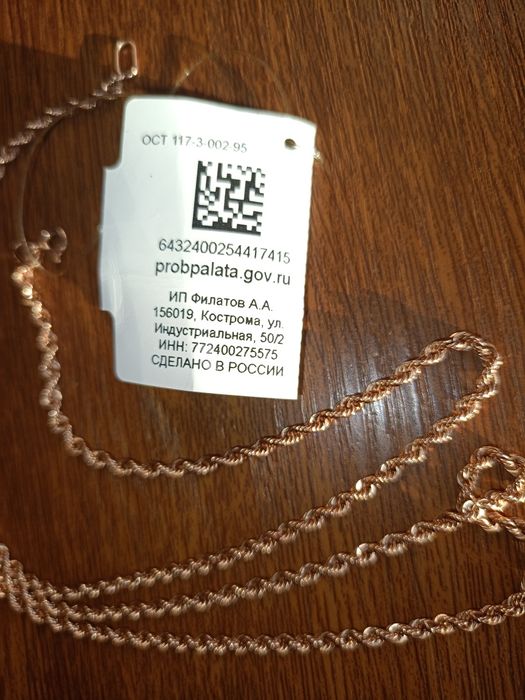 ОСТ 117-3-002-95
6432400254417415
probpalata.gov.ru
ИП Филатов А.А.
156019, Кострома, ул.
Индустриальная, 50/2
ИНН: 772400275575
СДЕЛАНО В РОССИИ